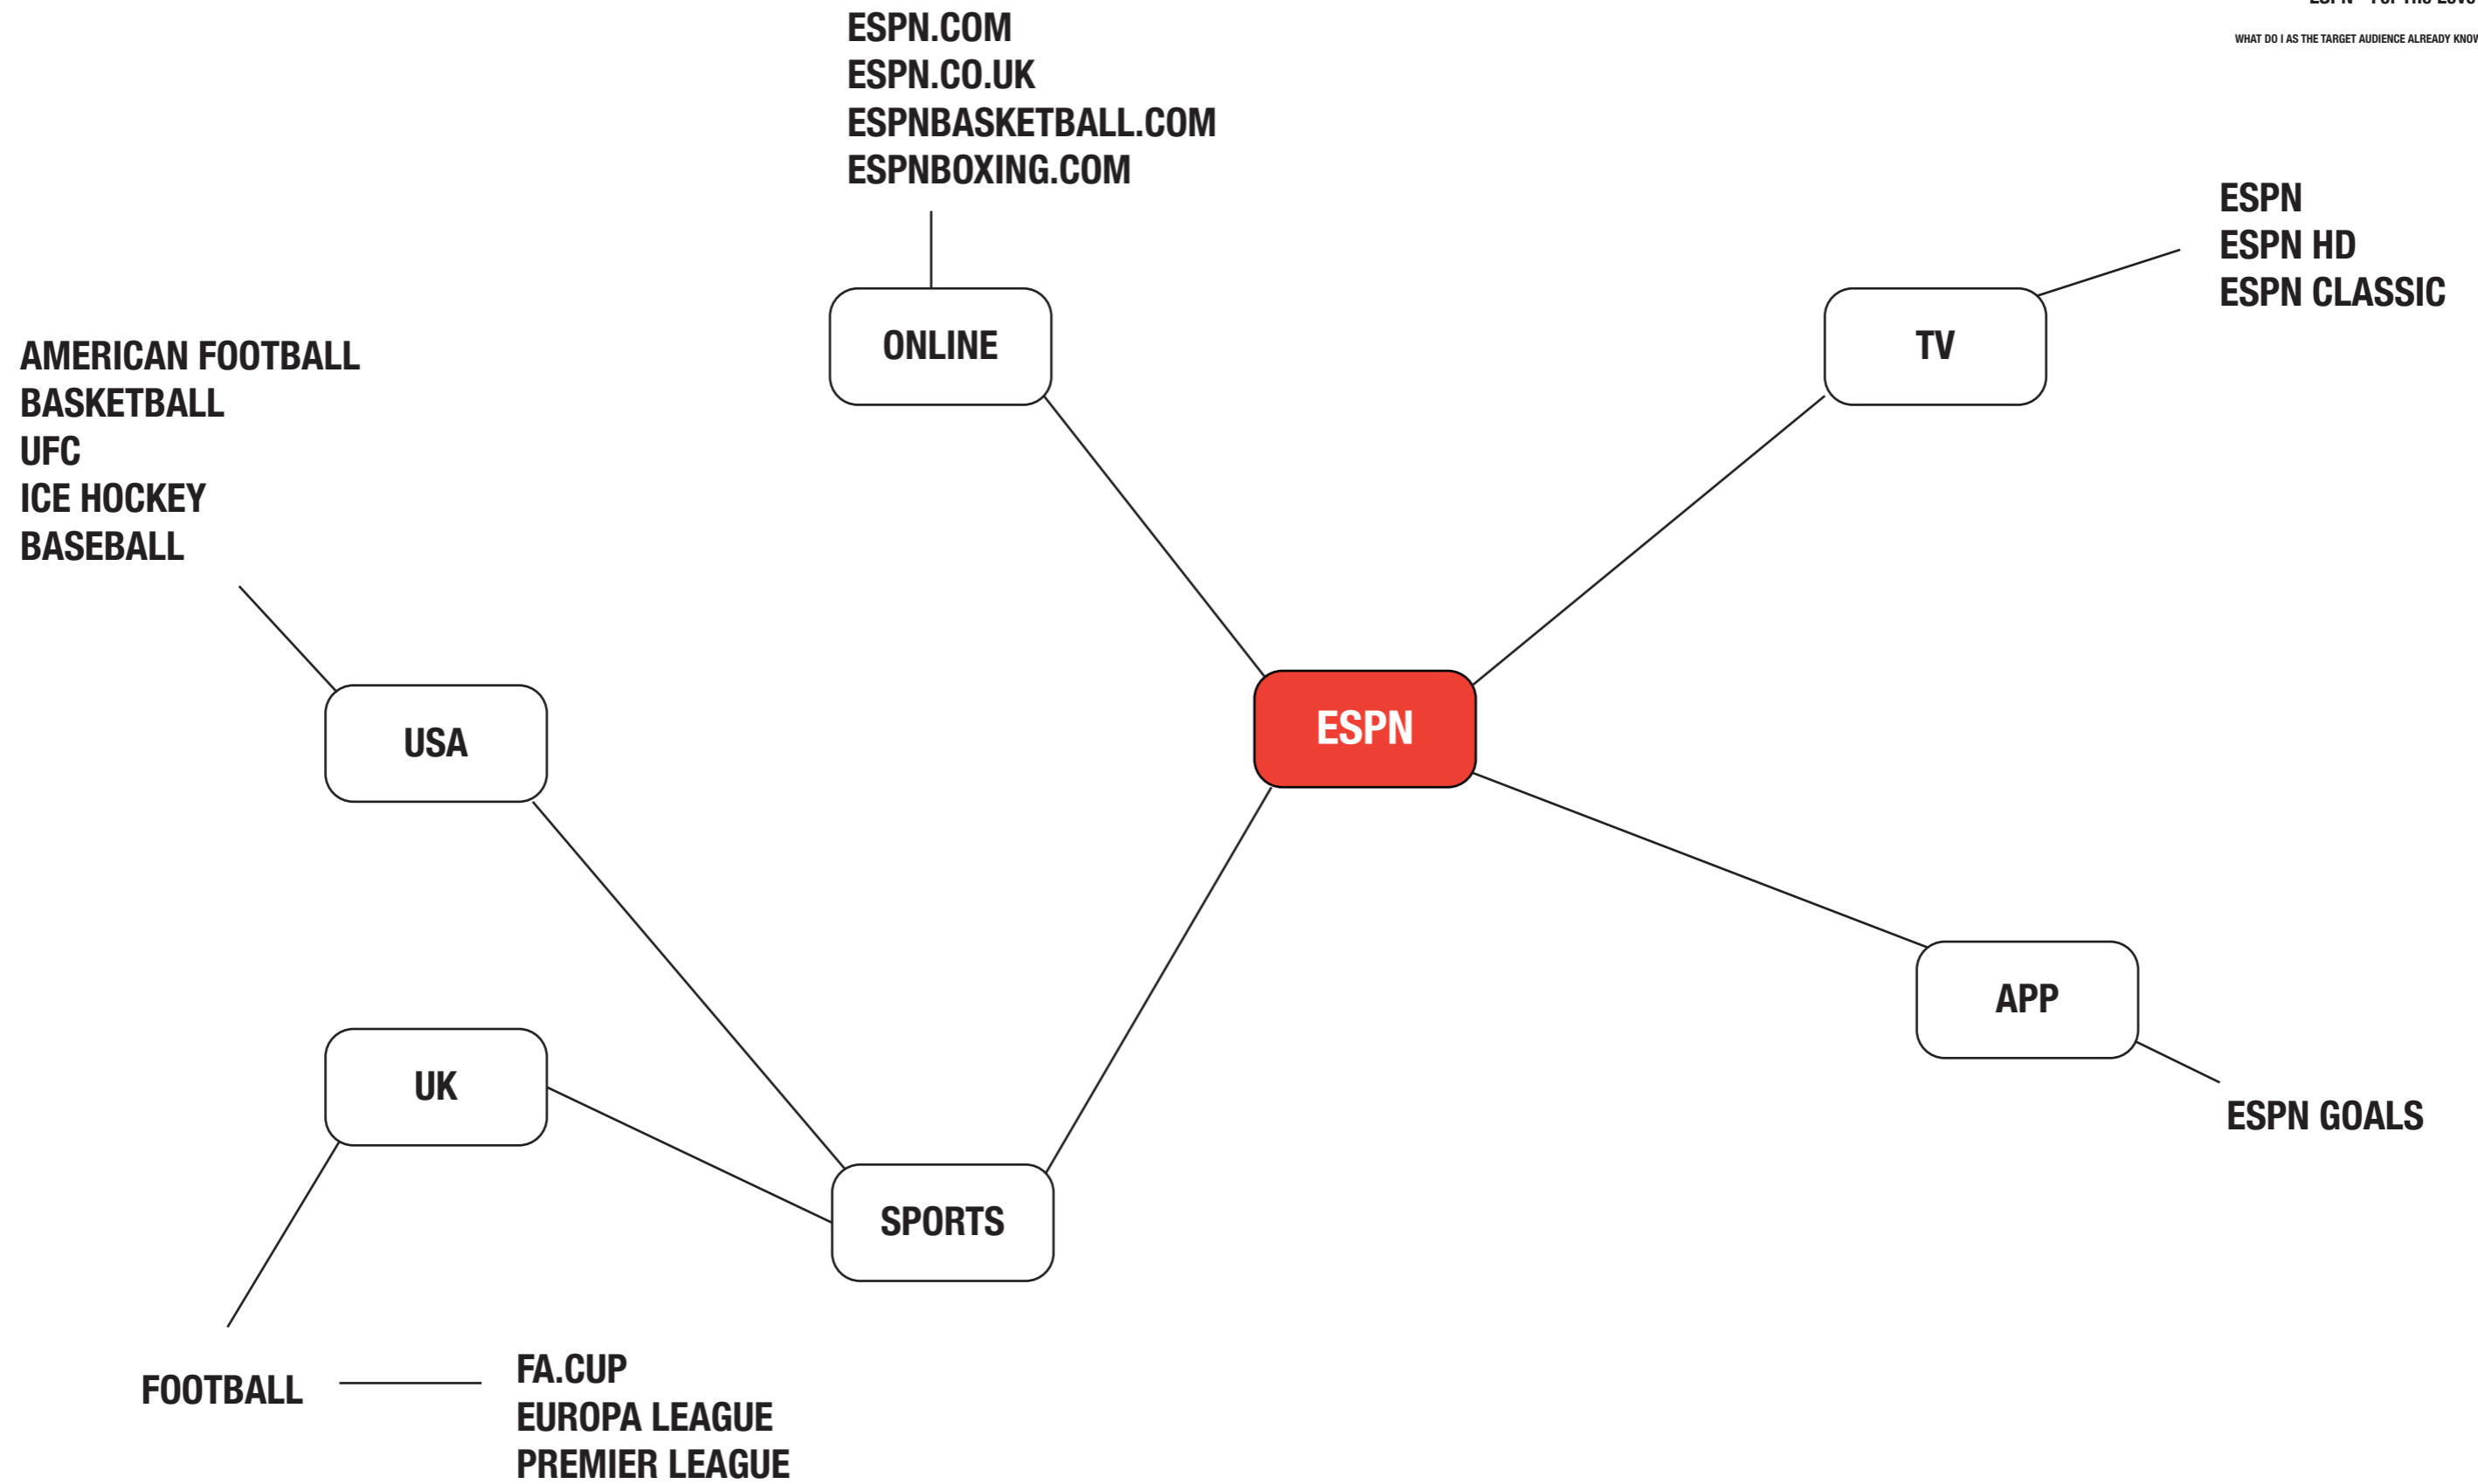 ESPN.COM
ESPN.CO.UK
ESPNBASKETBALL.COM
ESPNBOXING.COM
WHAT DO I AS THE TARGET AUDIENCE ALREADY KNOW
ESPN
ESPN HD
ESPN CLASSIC
ONLINE
TV
AMERICAN FOOTBALL
BASKETBALL
UFC
ICE HOCKEY
BASEBALL
USA
ESPN
APP
UK
ESPN GOALS
SPORTS
FOOTBALL
FA.CUP
EUROPA LEAGUE
PREMIER LEAGUE